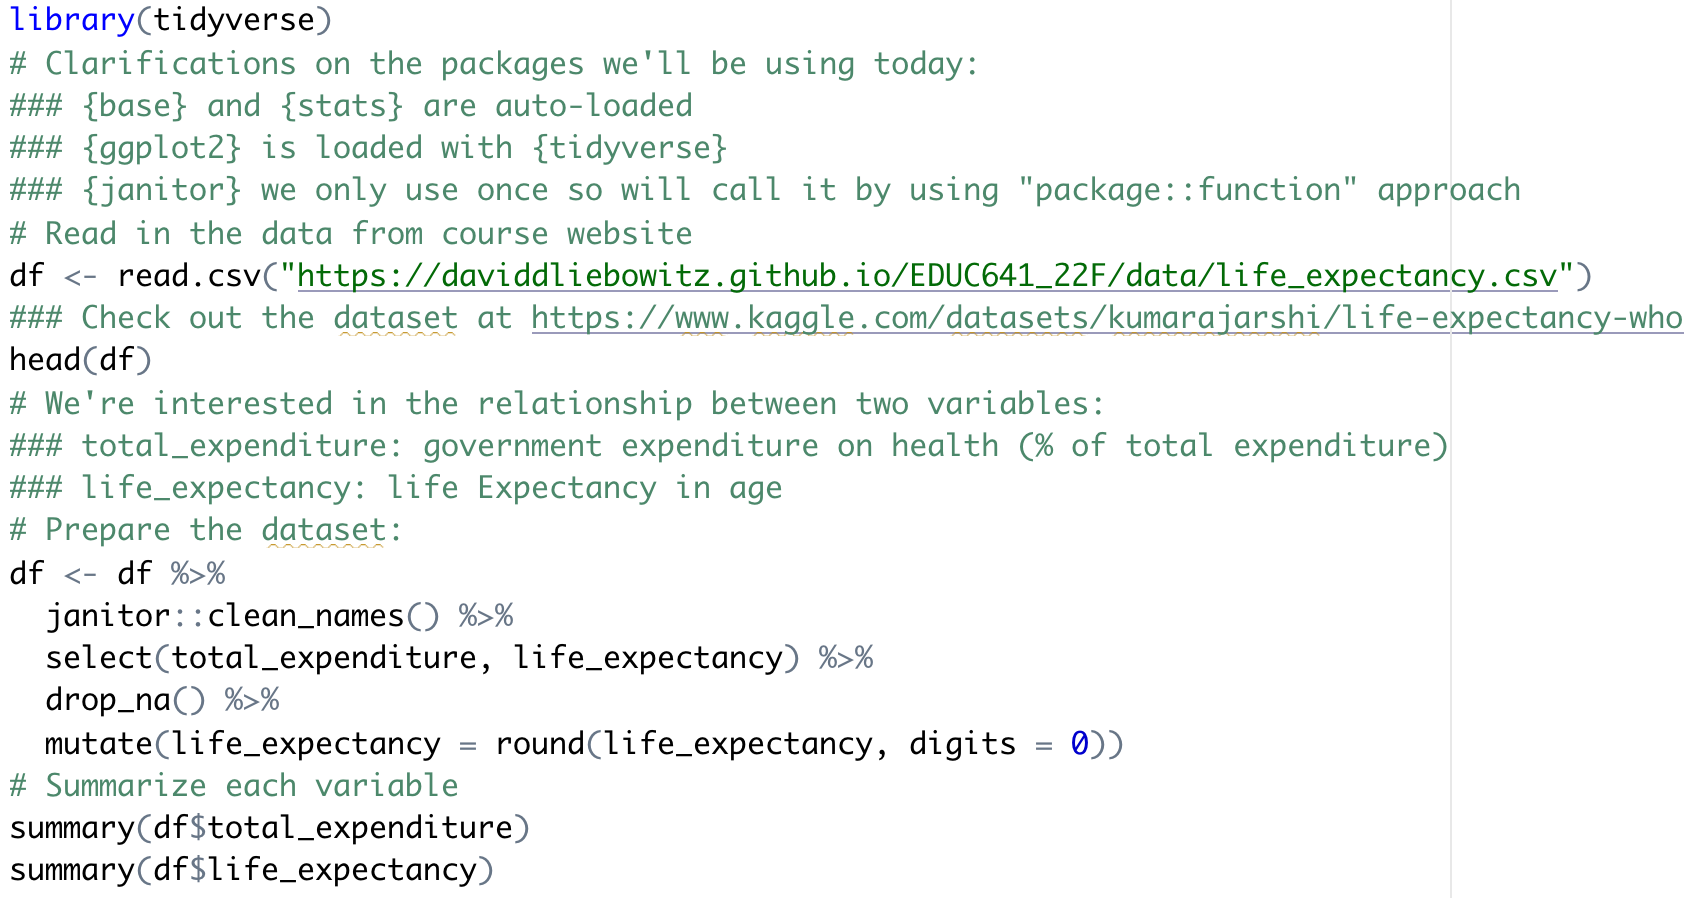 library(tidyverse)
# Clarifications on the packages we'll be using today:
### {base} and {stats} are auto-loaded
### {ggplot2} is loaded with {tidyverse}
### {janitor} we only use once so will call it by using "package::function" approach
# Read in the data from course website
df <- read.csv("https://daviddliebowitz.github.io/EDUC641_22F/data/life_expectancy.csv")
### Check out the dataset at https://www.kaggle.com/datasets/kumarajarshi/life-expectancy-who
head(df)
# We're interested in the relationship between two variables:
### total_expenditure: government expenditure on health (% of total expenditure)
### life_expectancy: life Expectancy in age
# Prepare the dataset:
df <- df %>%
  janitor::clean_names() %>%
  select(total_expenditure, life_expectancy) %>%
  drop_na() %>%
  mutate(life_expectancy = round(life_expectancy, digits = 0))
# Summarize each variable
summary(df$total_expenditure)
summary(df$life_expectancy)